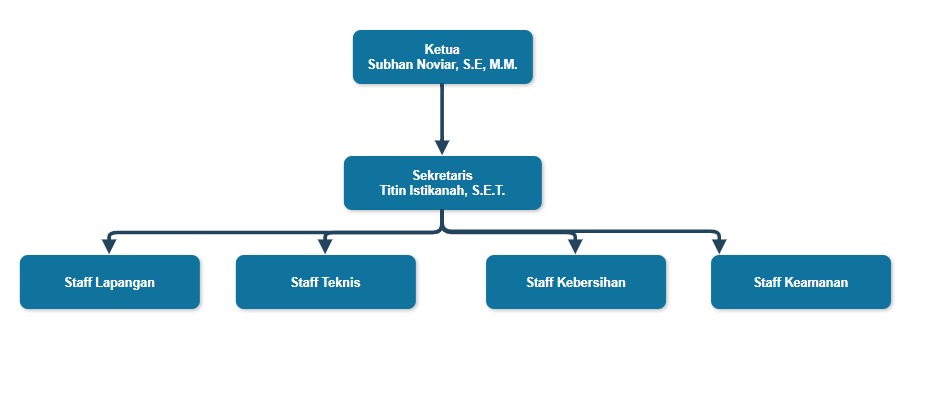 Ketua
Subhan Noviar, S.E, M.M.
Sekretaris
Titin Istikanah, S.E.T.
Staff Lapangan
Staff Teknis
Staff Kebersihan
Staff Keamanan